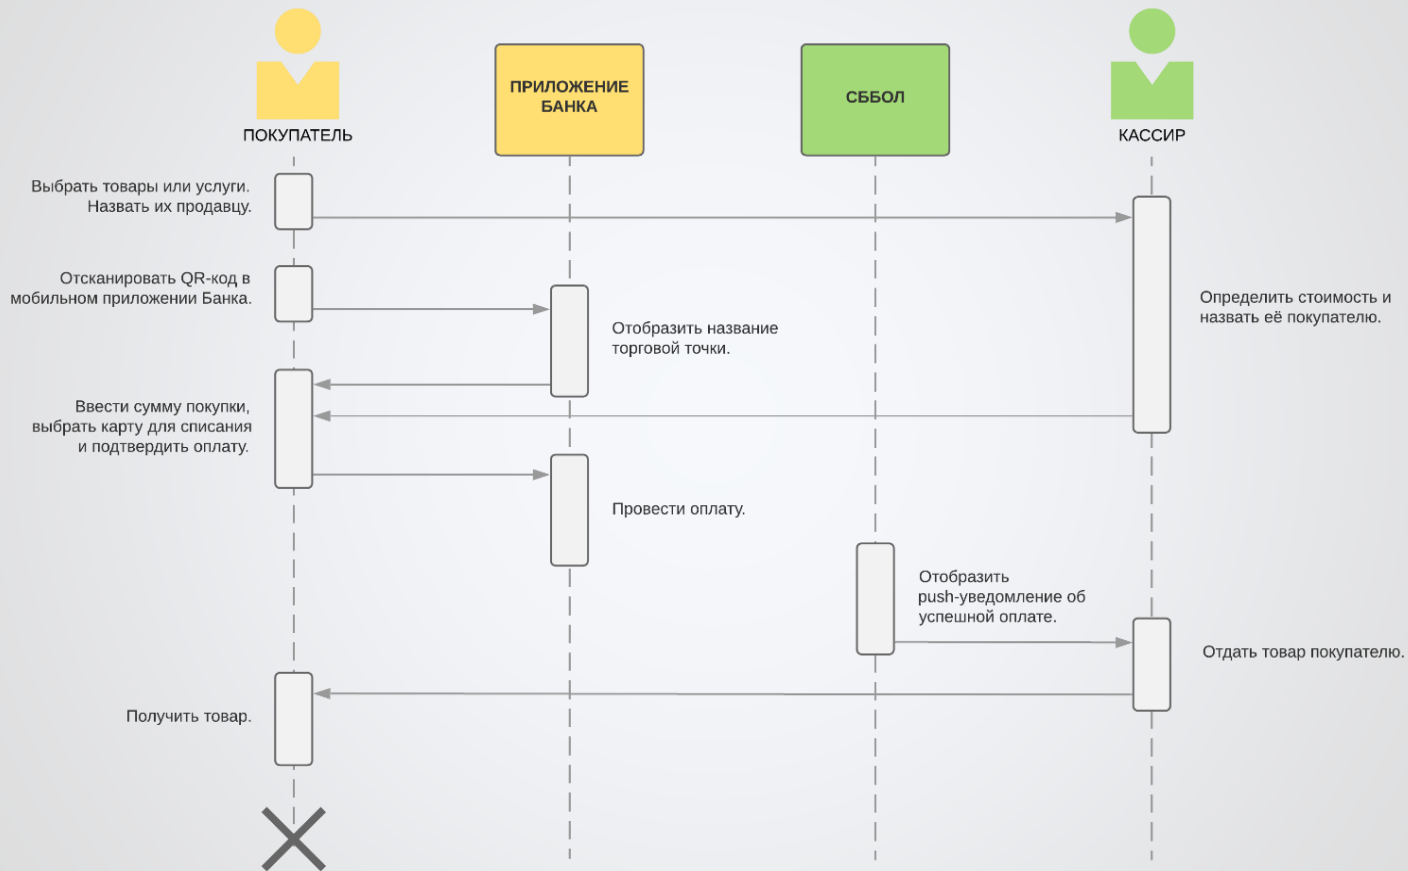 ПОКУПАТЕЛЬ
ПРИЛОЖЕНИЕ
БАНКА
СББОЛ
КАССИР
Выбрать товары или услуги.
Назвать их продавцу.
Отсканировать QR-код в
мобильном приложении Банка.
Отобразить название
торговой точки.
Определить стоимость и
назвать её покупателю.
Ввести сумму покупки,
выбрать карту для списания
и подтвердить оплату.
Провести оплату.
Отобразить
push-уведомление об
успешной оплате.
Отдать товар покупателю.
Получить товар.